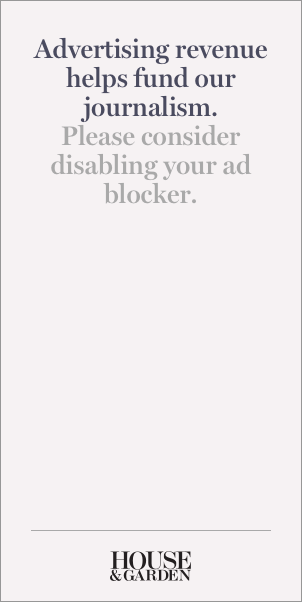 Advertising revenue
helps fund our
journalism.
Please consider
disabling your ad
blocker.
HOUSE
& GARDEN